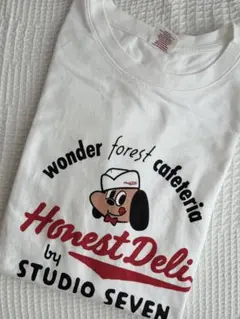 wonder forest cafeteria
Honest Deli
by
STUDIO SEVEN